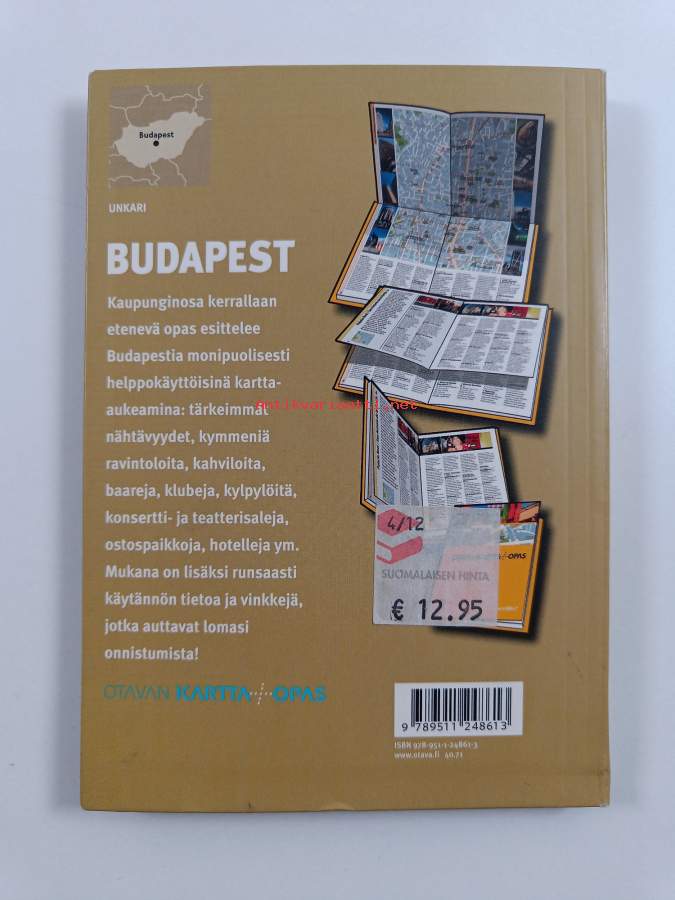 Budapest
UNKARI
BUDAPEST
Kaupunginosa kerrallaan
etenevä opas esittelee
Budapestia monipuolisesti
helppokäyttöisinä kartta-
aukeamina: tärkeimmät
nähtävyydet, kymmeniä
ravintoloita, kahviloita,
baareja, klubeja, kylpylöitä,
konsertti- ja teatterisaleja,
ostospaikkoja, hotelleja ym.
Mukana on lisäksi runsaasti
käytännön tietoa ja vinkkejä,
jotka auttavat lomasi
onnistumista!
OTAVAN KARTTA OPAS
antikvariaatti.net
4/12
SUOMALAISEN HINTA
€ 12.95
OPAS
9 789511 248613
ISBN 978-951-1-24861-3
www.otava.fi 40.71